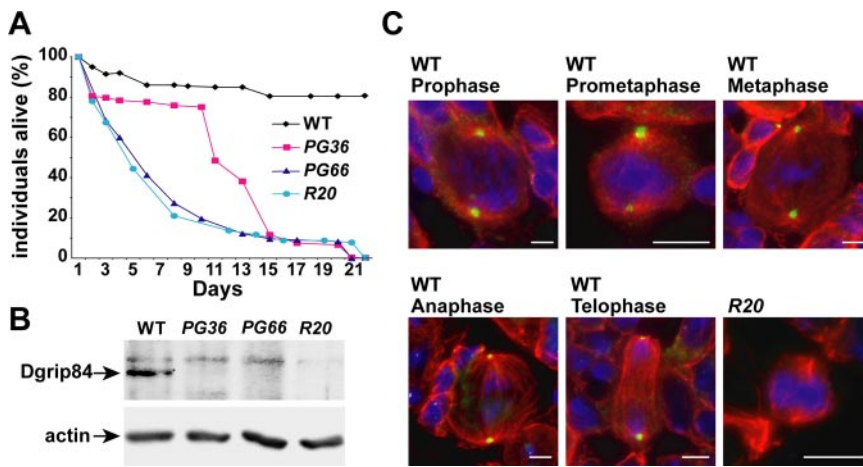 A
individuals alive (%)
100
80
60
40
20
0
1 3 5 7 9 11 13 15 17 19 21
Days
WT
PG36
PG66
R20
B
WT PG36 PG66 R20
Dgrip84
actin
C
WT
Prophase
WT
Prometaphase
WT
Metaphase
WT
Anaphase
WT
Telophase
R20